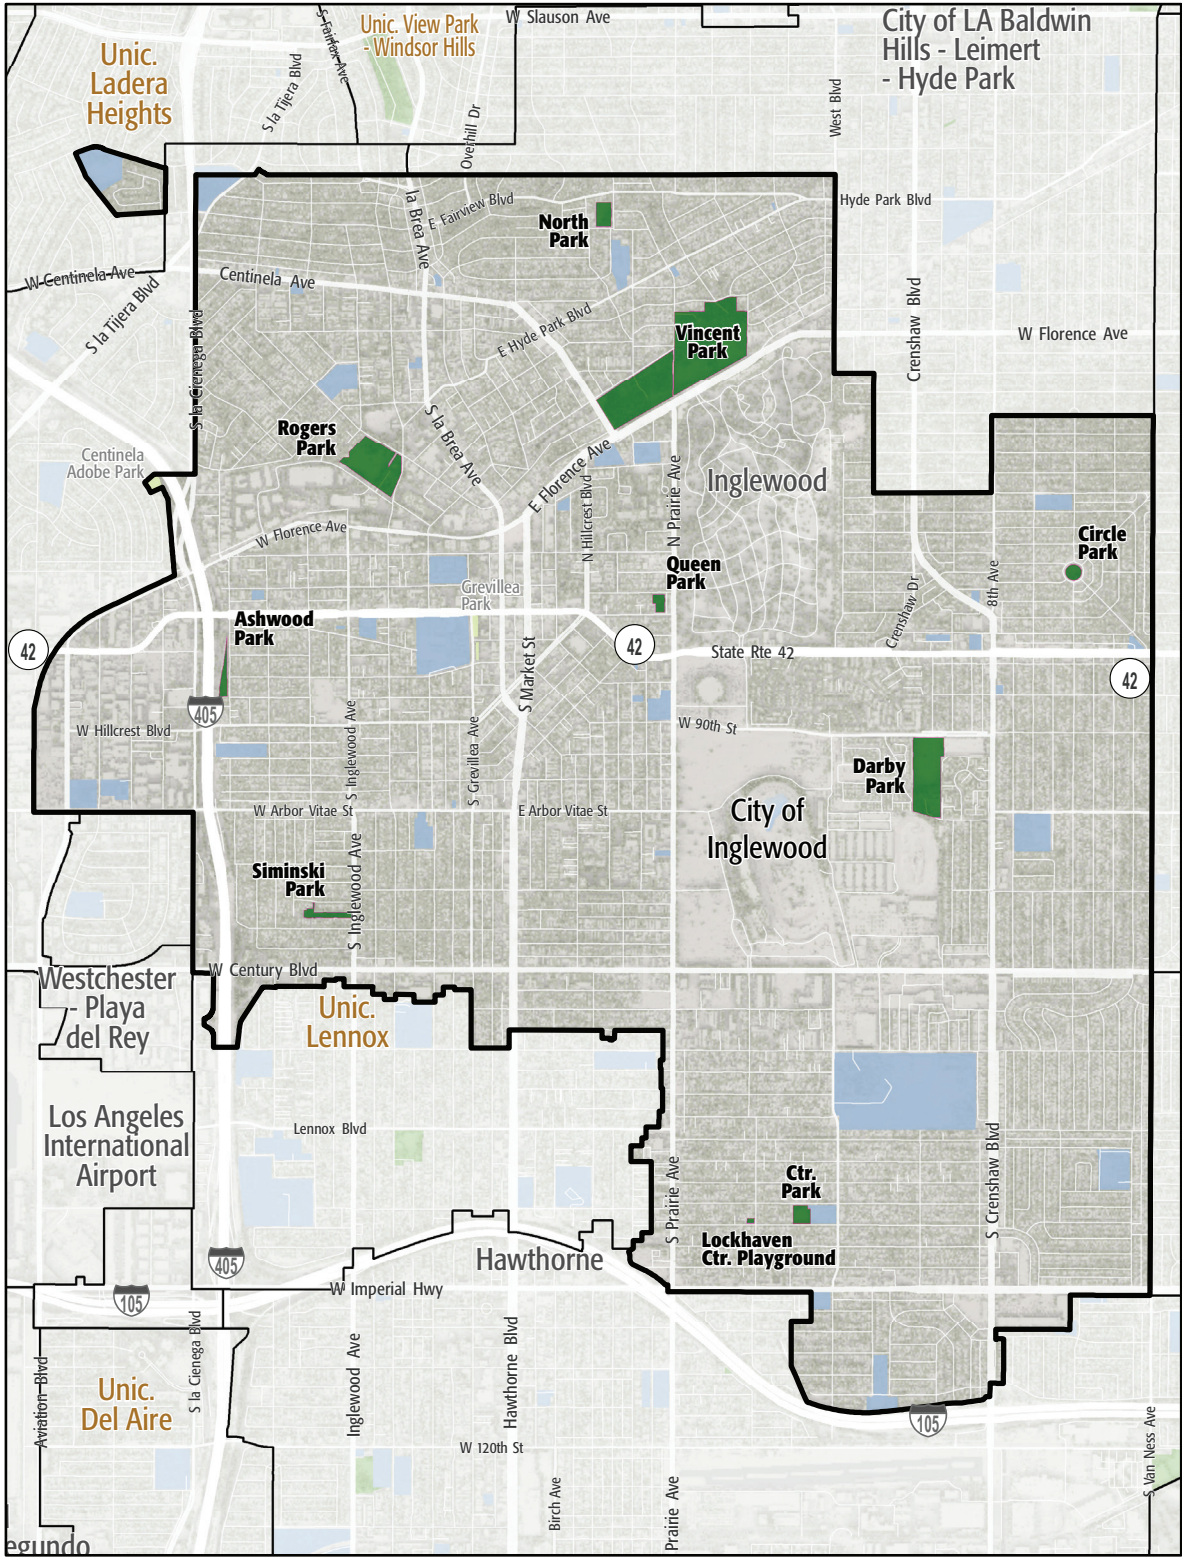 W Slauson Ave
S Fairfax Ave
Unic. View Park
- Windsor Hills
City of LA Baldwin
Hills - Leimert
- Hyde Park
Unic.
Ladera
Heights
S la Tijera Blvd
Overhill Dr
West Blvd
la Brea Ave
E Fairview Blvd
North
Park
Hyde Park Blvd
W Centinela Ave
Centinela Ave
S la Tijera Blvd
S la Cienega Blvd
E Hyde Park Blvd
Vincent
Park
Crenshaw Blvd
W Florence Ave
Rogers
Park
S la Brea Ave
Centinela
Adobe Park
E Florence Ave
N Hillcrest Blvd
N Prairie Ave
Inglewood
W Florence Ave
Circle
Park
Queen
Park
8th Ave
Grevillea
Park
Ashwood
Park
Crenshaw Dr
42
42
State Rte 42
42
S Market St
405
W Hillcrest Blvd
S Inglewood Ave
S Grevillea Ave
W 90th St
Darby
Park
W Arbor Vitae St
E Arbor Vitae St
City of
Inglewood
Siminski
Park
S Inglewood Ave
W Century Blvd
Westchester
- Playa
del Rey
Unic.
Lennox
Los Angeles
International
Airport
Lennox Blvd
S Prairie Ave
Ctr.
Park
S Crenshaw Blvd
Lockhaven
Ctr. Playground
405
Hawthorne
W Imperial Hwy
105
S la Cienega Blvd
Aviation Blvd
Unic.
Del Aire
Inglewood Ave
Hawthorne Blvd
105
W 120th St
Birch Ave
Prairie Ave
S Van Ness Ave
egundo